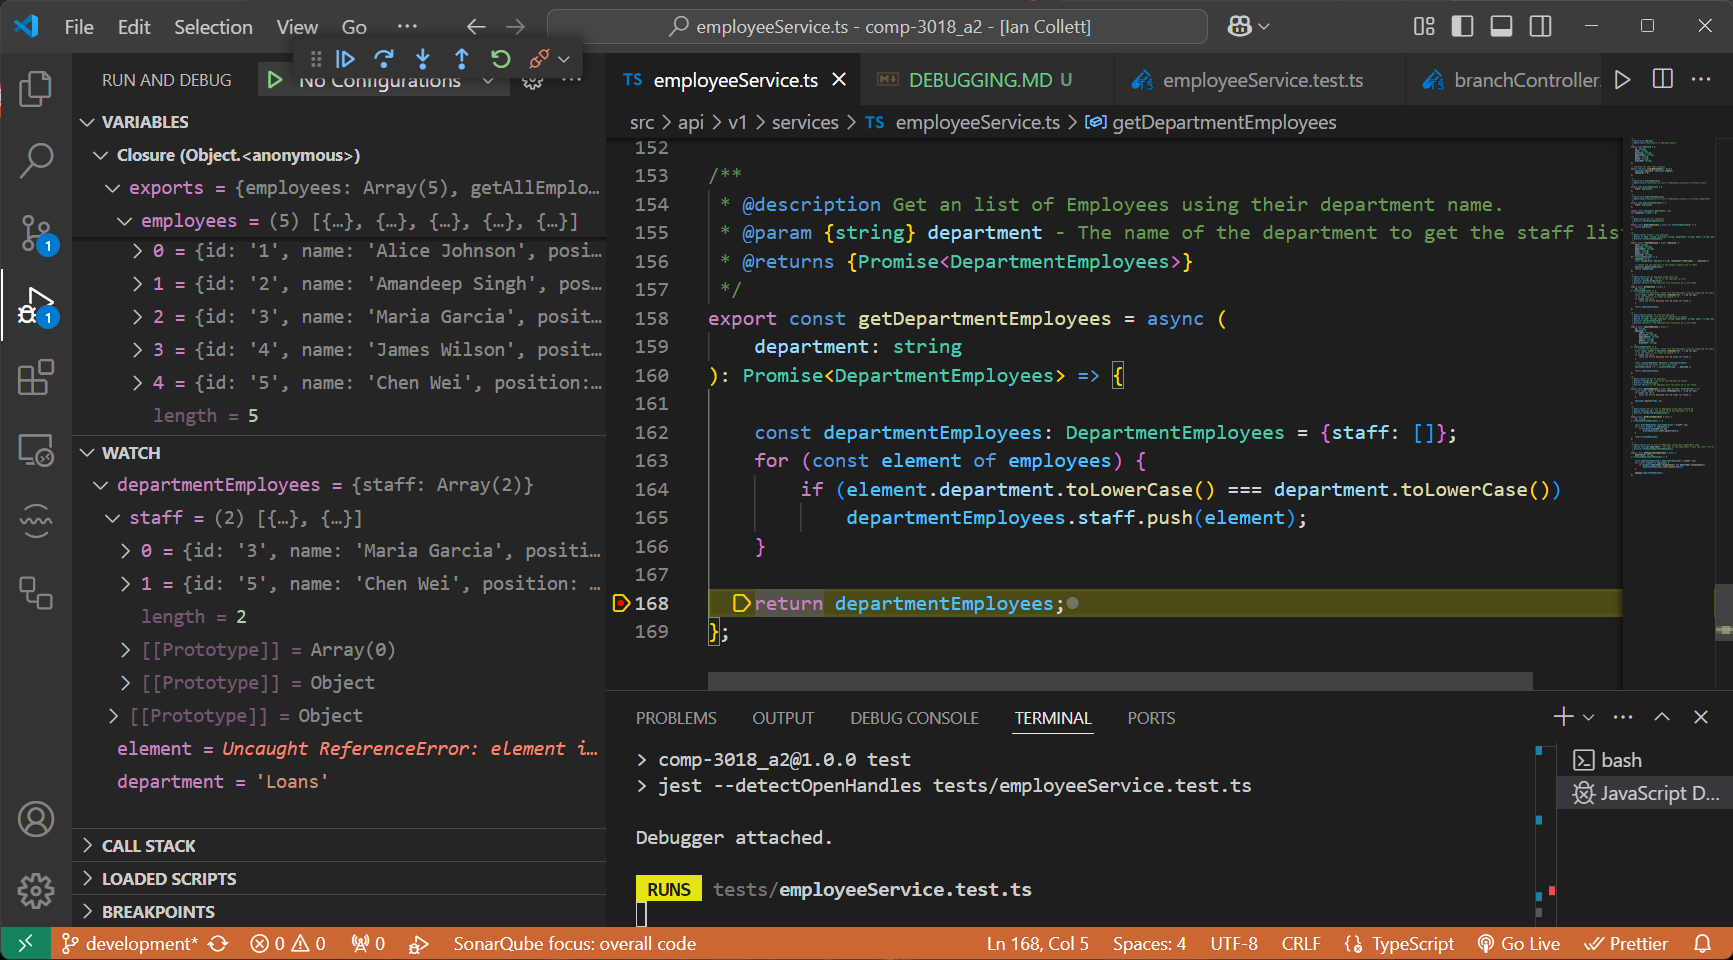 File Edit Selection View Go ··· employeeService.ts - comp-3018_a2 - [Ian Collett]
RUN AND DEBUG No Configurations ···
TS employeeService.ts DEBUGGING.MD U employeeService.test.ts branchController.
src > api > v1 > services > TS employeeService.ts > getDepartmentEmployees
VARIABLES
Closure (Object.<anonymous>)
exports = {employees: Array(5), getAllEmplo…
employees = (5) [{…}, {…}, {…}, {…}, {…}]
0 = {id: '1', name: 'Alice Johnson', posi…
1 = {id: '2', name: 'Amandeep Singh', pos…
2 = {id: '3', name: 'Maria Garcia', posit…
3 = {id: '4', name: 'James Wilson', posit…
4 = {id: '5', name: 'Chen Wei', position:…
length = 5
WATCH
departmentEmployees = {staff: Array(2)}
staff = (2) [{…}, {…}]
0 = {id: '3', name: 'Maria Garcia', positi…
1 = {id: '5', name: 'Chen Wei', position: …
length = 2
[[Prototype]] = Array(0)
[[Prototype]] = Object
[[Prototype]] = Object
element = Uncaught ReferenceError: element i…
department = 'Loans'
CALL STACK
LOADED SCRIPTS
BREAKPOINTS
1
1
152
153 /**
154 * @description Get an list of Employees using their department name.
155 * @param {string} department - The name of the department to get the staff lis
156 * @returns {Promise<DepartmentEmployees>}
157 */
158 export const getDepartmentEmployees = async (
159 department: string
160 ): Promise<DepartmentEmployees> => {
161
162 const departmentEmployees: DepartmentEmployees = {staff: []};
163 for (const element of employees) {
164 if (element.department.toLowerCase() === department.toLowerCase())
165 departmentEmployees.staff.push(element);
166 }
167
168 return departmentEmployees;
169 };
PROBLEMS OUTPUT DEBUG CONSOLE TERMINAL PORTS
> comp-3018_a2@1.0.0 test
> jest --detectOpenHandles tests/employeeService.test.ts
Debugger attached.
RUNS tests/employeeService.test.ts
bash
JavaScript D...
development* 0 0 0 SonarQube focus: overall code Ln 168, Col 5 Spaces: 4 UTF-8 CRLF TypeScript Go Live Prettier